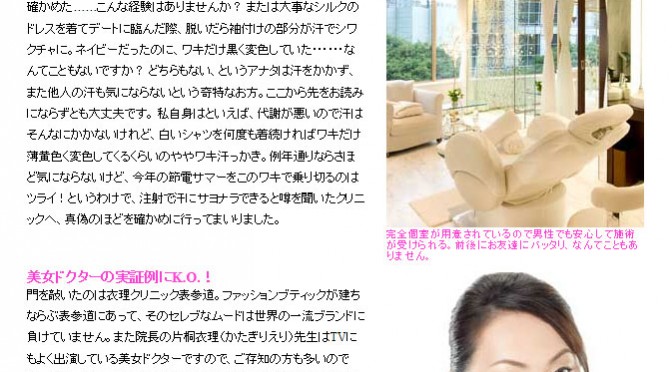 確かめた……こんな経験はありませんか？ または大事なシルクの
ドレスを着てデートに臨んだ際、脱いだら袖付けの部分が汗でシワ
クチャに。ネイビーだったのに、ワキだけ黒く変色していた・・・・・・な
んてこともないですか？ どちらもない、というアナタは汗をかかず、
また他人の汗も気にならないという奇特なお方。ここから先をお読み
にならずとも大丈夫です。 私自身はといえば、代謝が悪いので汗は
そんなにかかないけれど、白いシャツを何度も着続ければワキだけ
薄黄色く変色してくるくらいのややワキ汗っかき。例年通りならさほ
ど気にならないけど、今年の節電サマーをこのワキで乗り切るのは
ツライ！というわけで、注射で汗にサヨナラできると噂を聞いたクリニ
ックへ、真偽のほどを確かめに行ってまいりました。
完全個室が用意されているので男性でも安心して施術
が受けられる。前後にお友達にバッタリ、なんてこともあ
りません。
美女ドクターの実証例にK.O.！
門を敲いたのは衣理クリニック表参道。ファッションブティックが建ち
ならぶ表参道にあって、そのセレブなムードは世界の一流ブランドに
負けていません。また院長の片桐衣理（かたぎりえり）先生はTVに
もよく出演している美女ドクターですので、ご存知の方も多いので